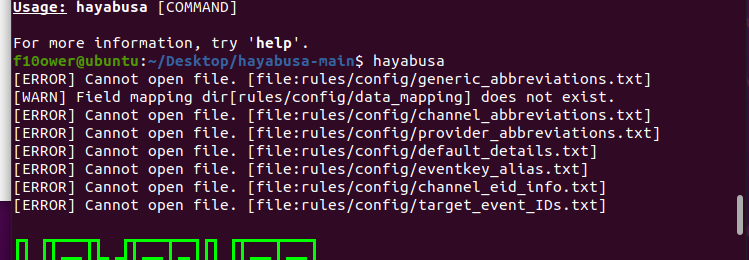 Usage: hayabusa [COMMAND]
For more information, try 'help'.
f10ower@ubuntu:~/Desktop/hayabusa-main$ hayabusa
[ERROR] Cannot open file. [file:rules/config/generic_abbreviations.txt]
[WARN] Field mapping dir[rules/config/data_mapping] does not exist.
[ERROR] Cannot open file. [file:rules/config/channel_abbreviations.txt]
[ERROR] Cannot open file. [file:rules/config/provider_abbreviations.txt]
[ERROR] Cannot open file. [file:rules/config/default_details.txt]
[ERROR] Cannot open file. [file:rules/config/eventkey_alias.txt]
[ERROR] Cannot open file. [file:rules/config/channel_eid_info.txt]
[ERROR] Cannot open file. [file:rules/config/target_event_IDs.txt]